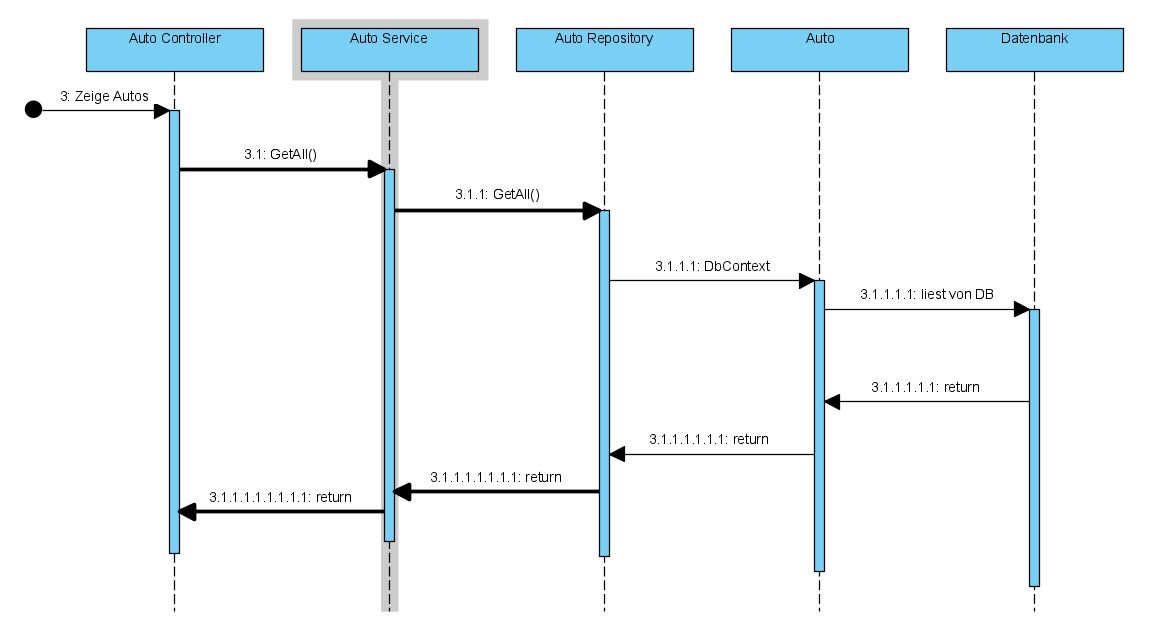 Auto Controller
Auto Service
Auto Repository
Auto
Datenbank
3: Zeige Autos
3.1: GetAll()
3.1.1: GetAll()
3.1.1.1: DbContext
3.1.1.1.1: liest von DB
3.1.1.1.1.1: return
3.1.1.1.1.1.1: return
3.1.1.1.1.1.1.1: return
3.1.1.1.1.1.1.1.1: return